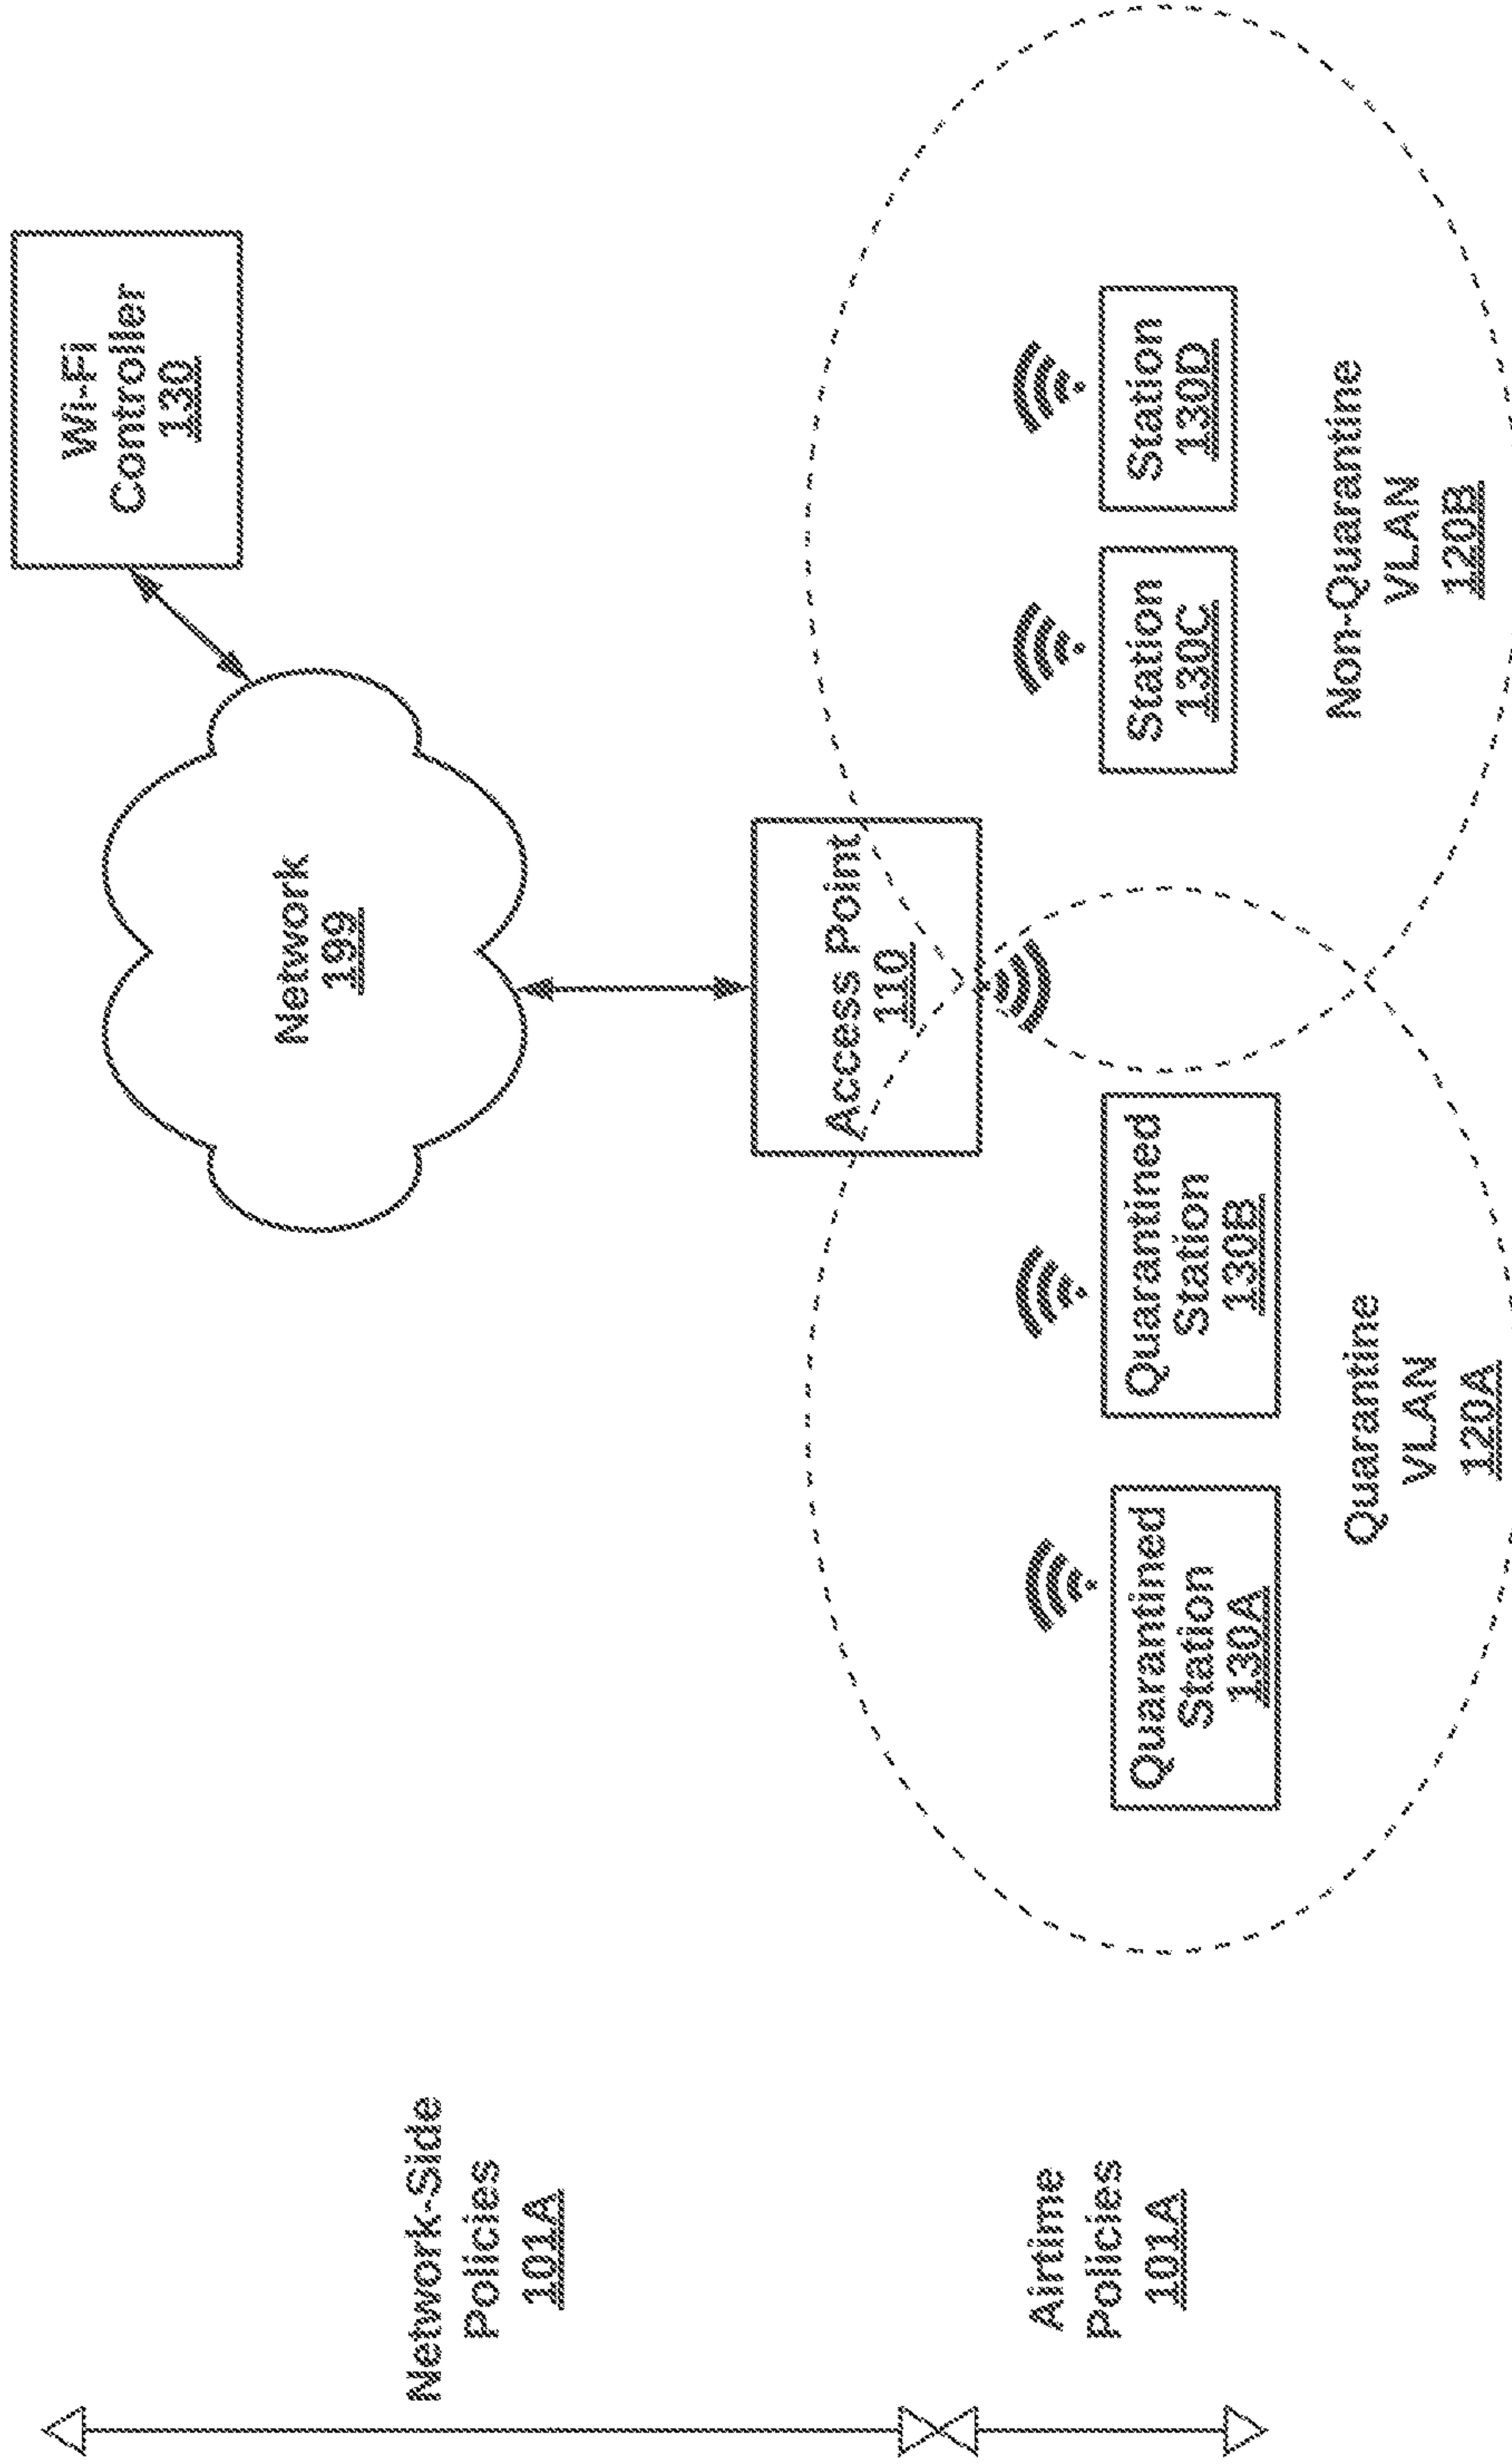 Wi-Fi
Controller
130
Network
199
Network-Side
Policies
101A
Access Point
110
Airtime
Policies
101A
Quarantined
Station
130A
Quarantined
Station
130B
Station
130C
Station
130D
Quarantine
VLAN
120A
Non-Quarantine
VLAN
120B